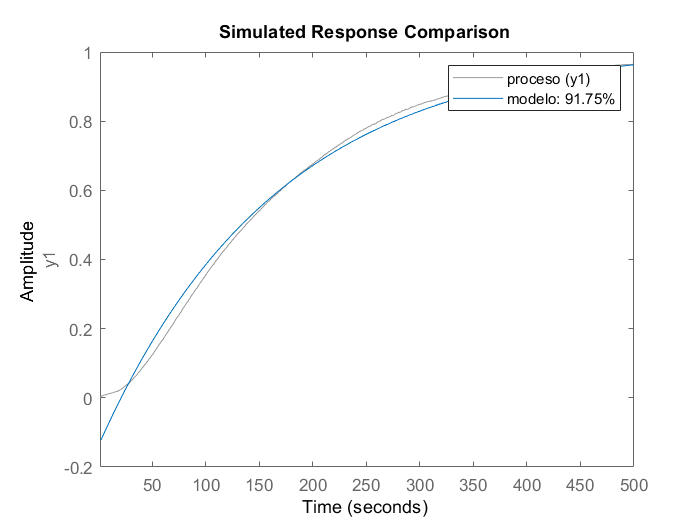 Simulated Response Comparison
1
0.8
0.6
0.4
0.2
0
-0.2
Amplitude
y1
proceso (y1)
modelo: 91.75%
50 100 150 200 250 300 350 400 450 500
Time (seconds)